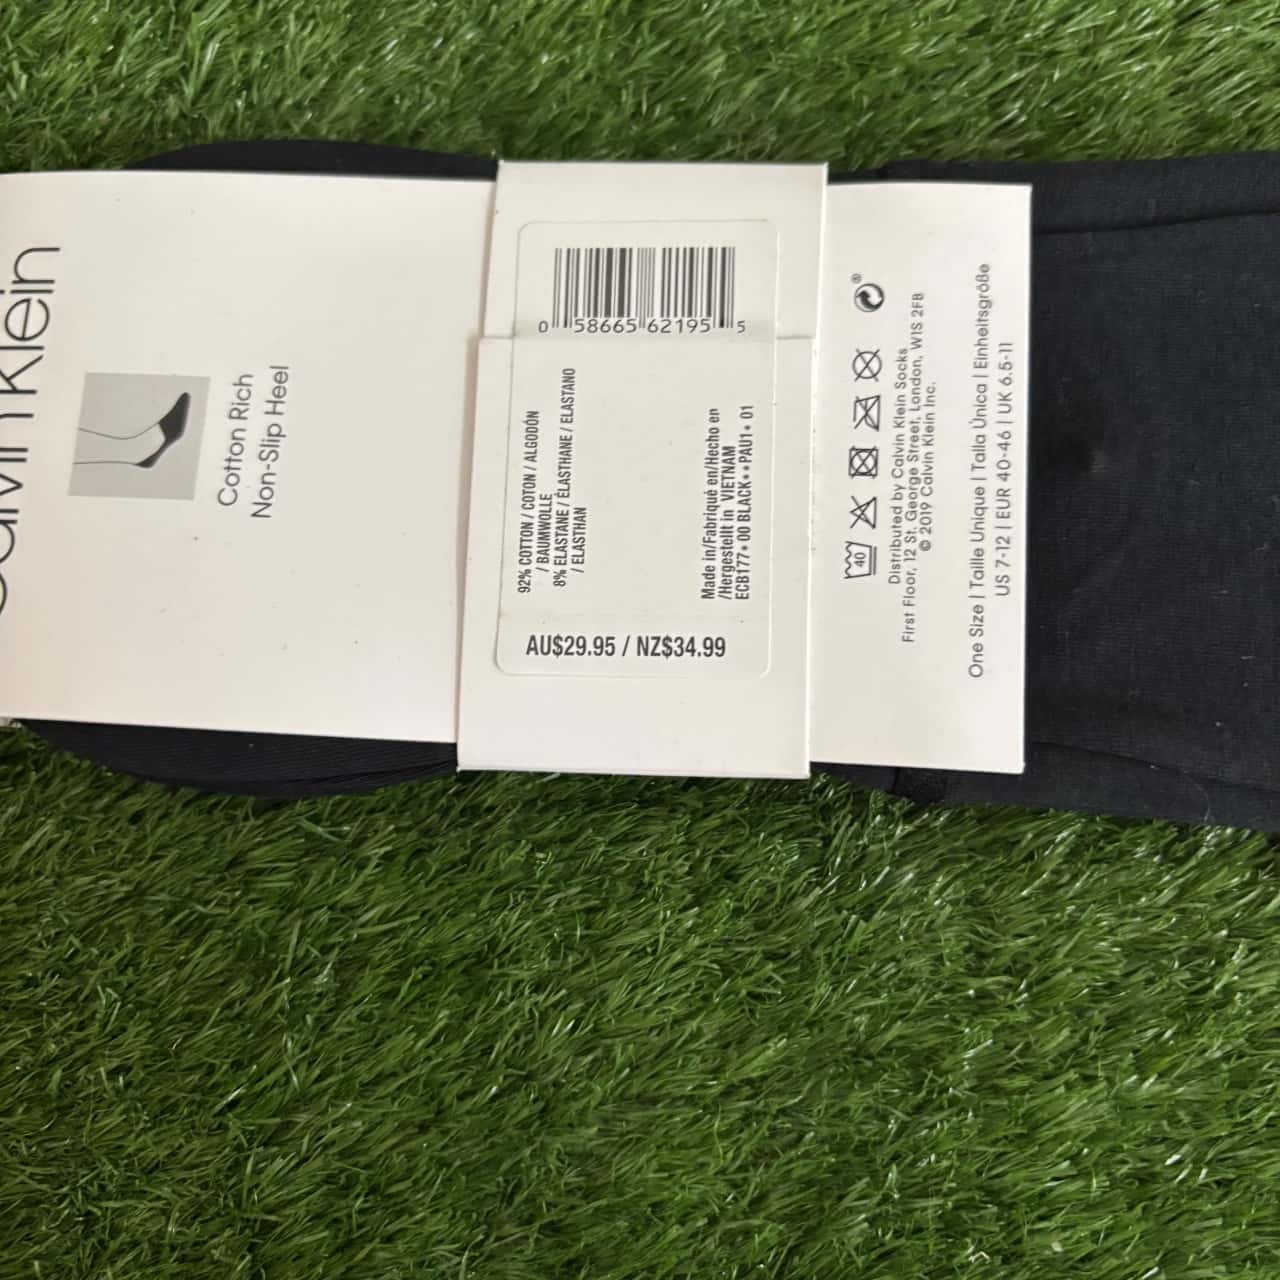 Calvin Klein
Cotton Rich
Non-Slip Heel
0 58665 62195 5
92% COTTON / COTON / ALGODÓN
/ BAUMWOLLE
8% ELASTANE / ÉLASTHANE / ELASTANO
/ ELASTHAN
Made in/Fabriqué en/Hecho en
/Hergestellt in VIETNAM
ECB177* 00 BLACK**PAU1* 01
AU$29.95 / NZ$34.99
40
Distributed by Calvin Klein Socks
First Floor, 12 St. George Street, London, W1S 2FB
© 2019 Calvin Klein Inc.
One Size | Taille Unique | Talla Única | Einheitsgröße
US 7-12 | EUR 40-46 | UK 6.5-11